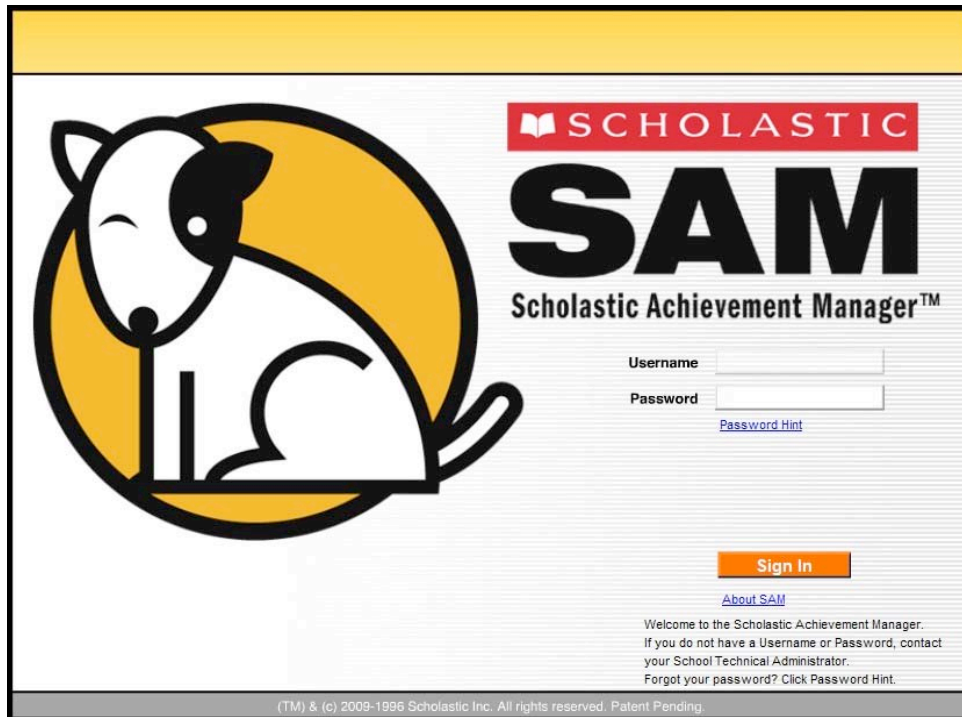 SCHOLASTIC
SAM
Scholastic Achievement Manager™
Username
Password
Password Hint
Sign In
About SAM
Welcome to the Scholastic Achievement Manager.
If you do not have a Username or Password, contact
your School Technical Administrator.
Forgot your password? Click Password Hint.
(TM) & (c) 2009-1996 Scholastic Inc. All rights reserved. Patent Pending.